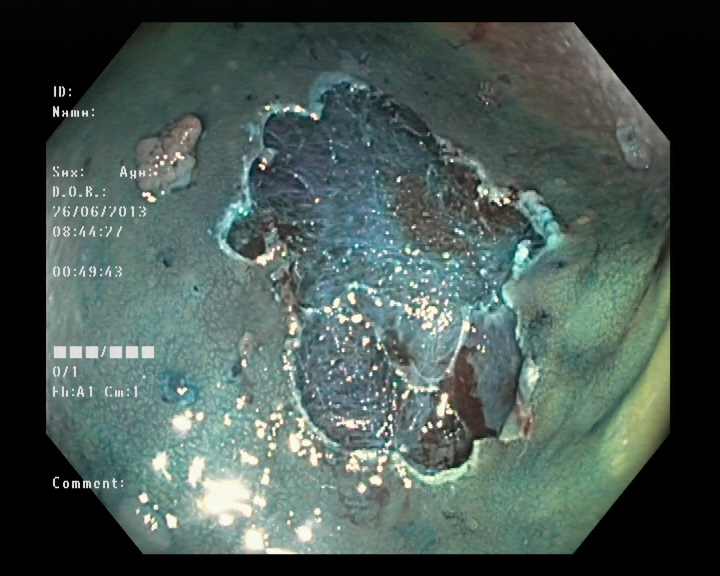 ID:
Name:
Sex: Age:
D.O.B.:
26/06/2013
08:44:27
00:49:43
■■■/■■■
0/1
Eh:A1 Cm:1
Comment: